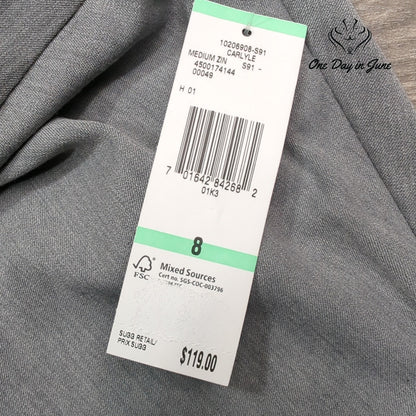 One Day in June
10206908-S91
CARLYLE
MEDIUM ZIN S91 -
4500174144
00049
H 01
7 01642 84268 2
01K3
8
FSC
Mixed Sources
Cert no. SGS-COC-003796
SUGG RETAIL/
PRIX SUGG
$119.00